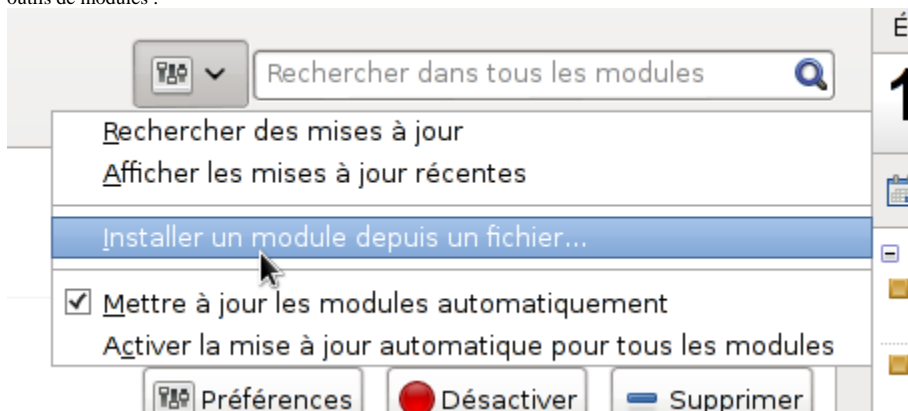 outils de modules :
É
Rechercher dans tous les modules
1
Rechercher des mises à jour
Afficher les mises à jour récentes
Installer un module depuis un fichier...
Mettre à jour les modules automatiquement
Activer la mise à jour automatique pour tous les modules
Préférences Désactiver Supprimer